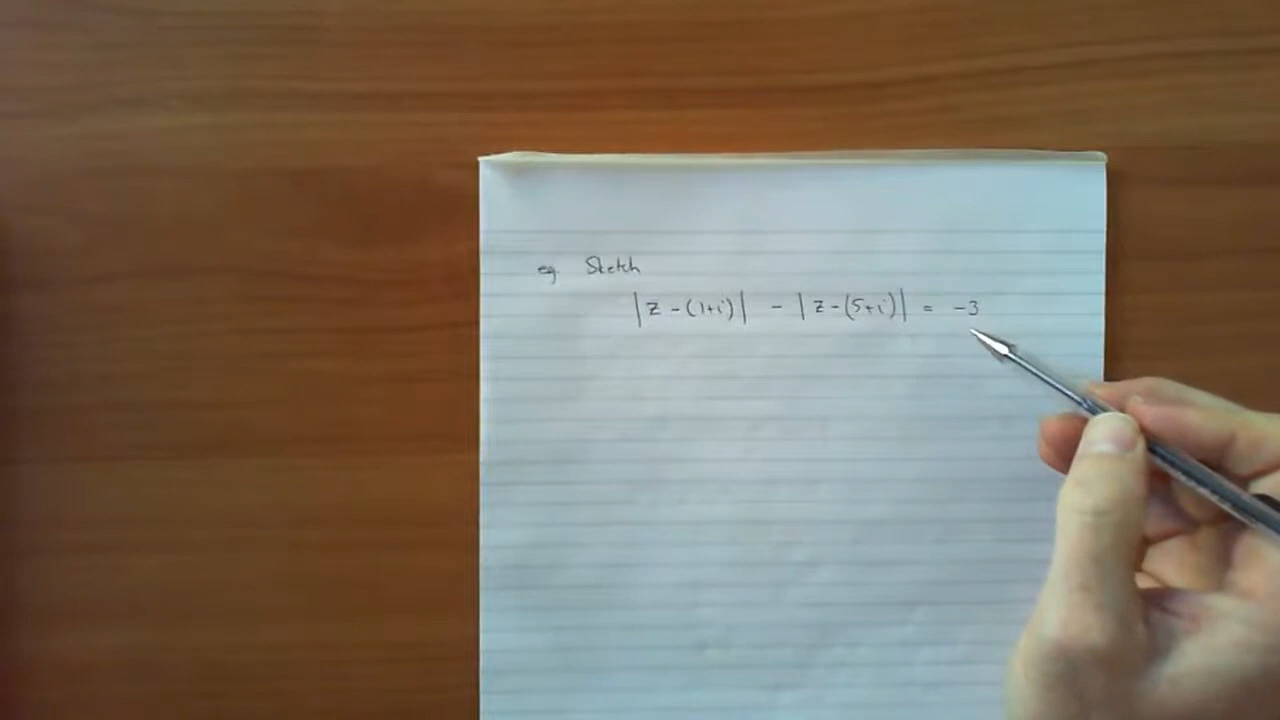 eg. Sketch
|z-(1+i)| - |z-(5+i)| = -3